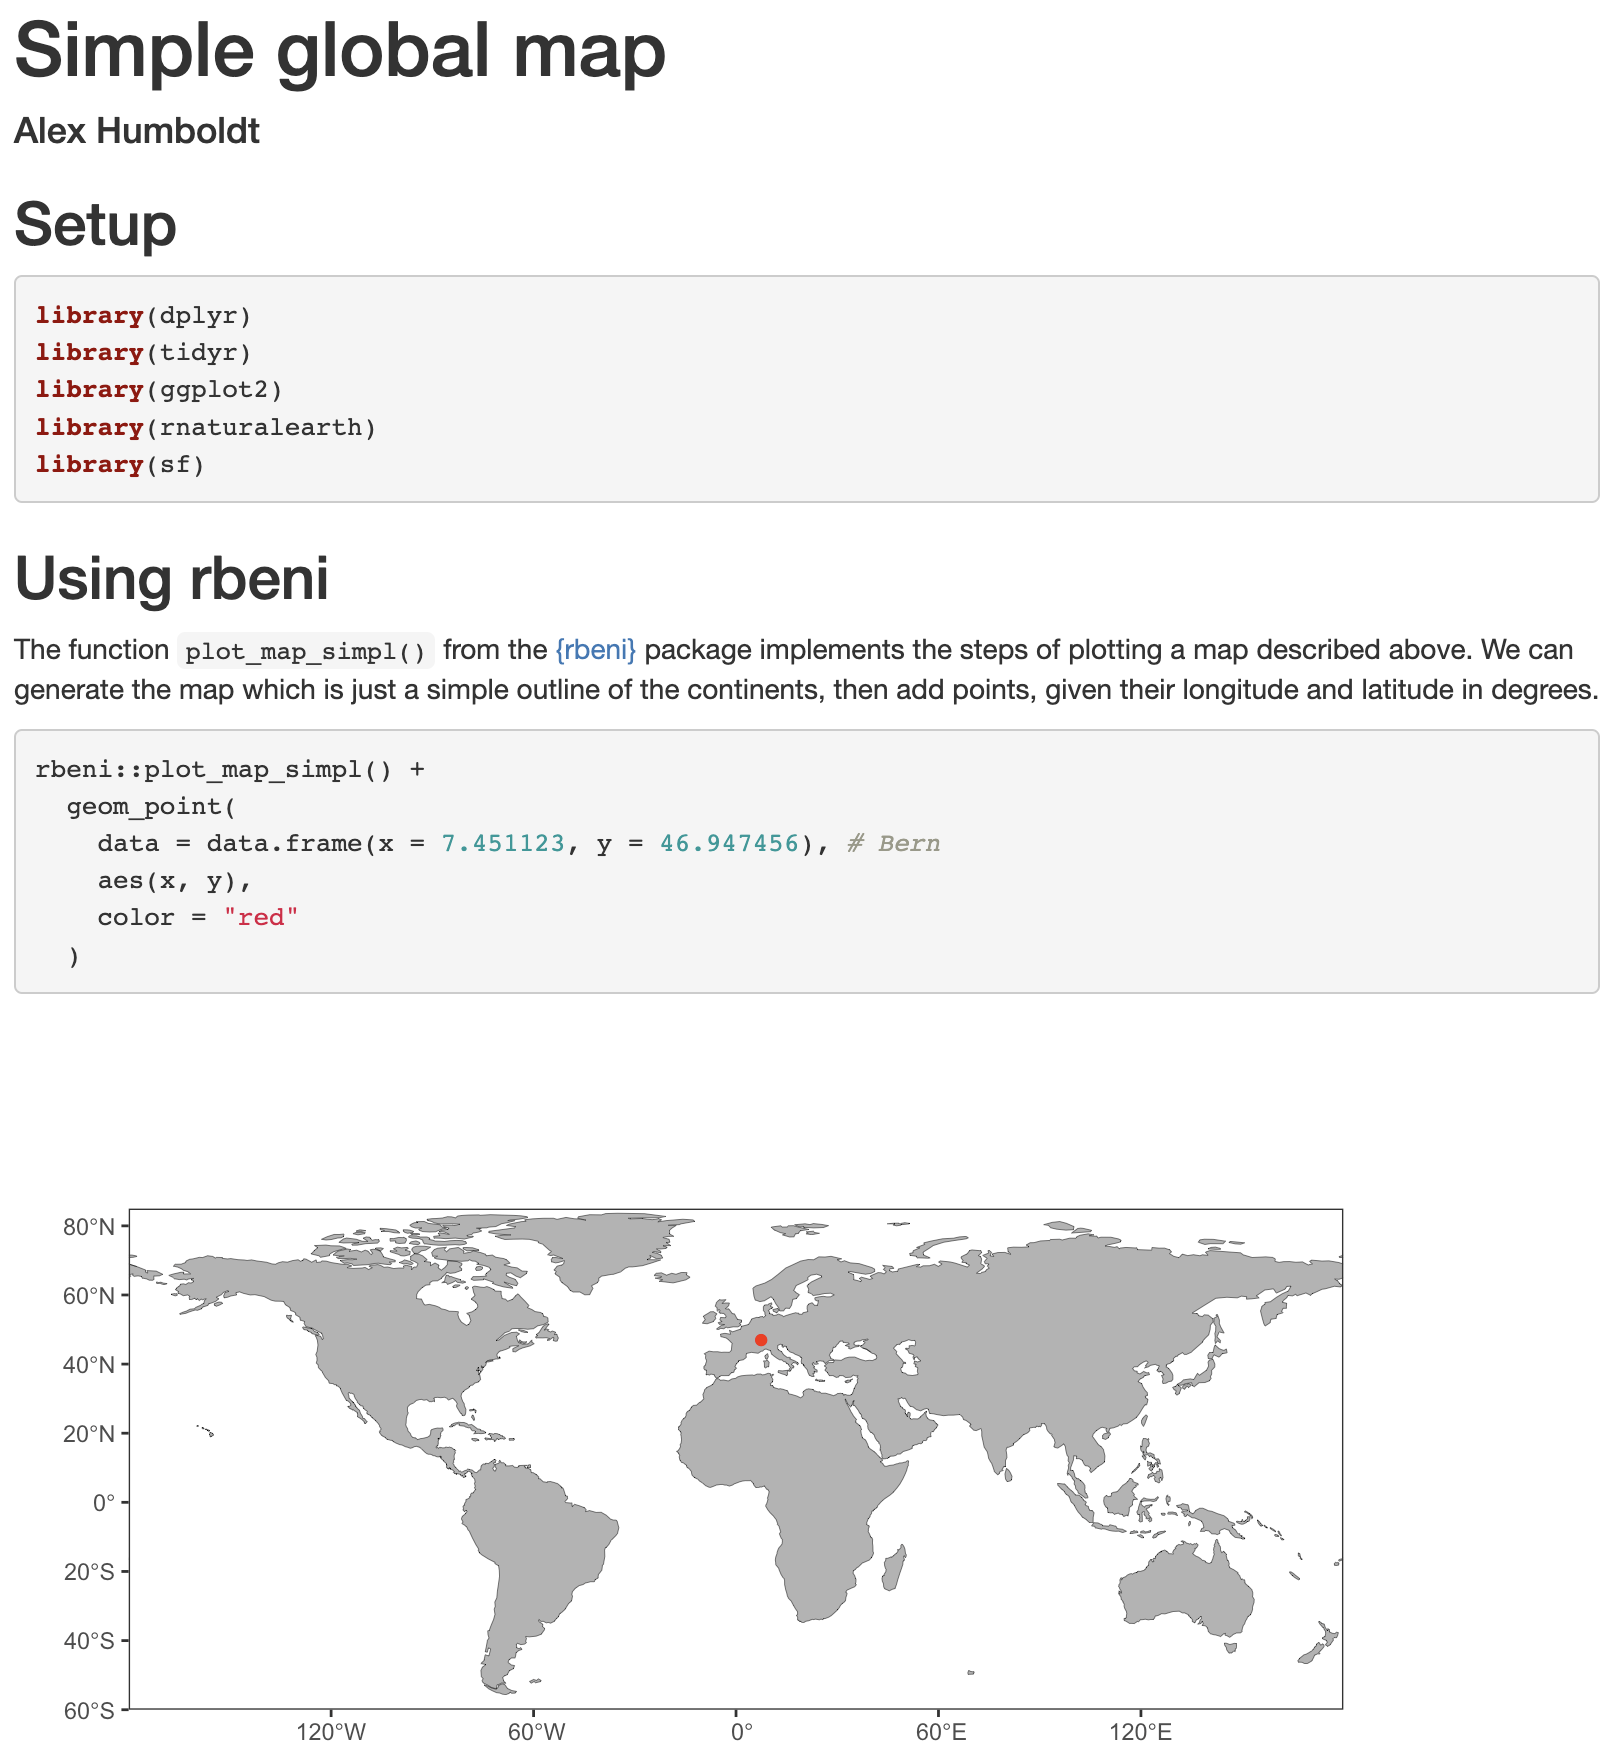 Simple global map
Alex Humboldt
Setup
library(dplyr)
library(tidyr)
library(ggplot2)
library(rnaturalearth)
library(sf)
Using rbeni
The function plot_map_simpl() from the {rbeni} package implements the steps of plotting a map described above. We can
generate the map which is just a simple outline of the continents, then add points, given their longitude and latitude in degrees.
rbeni::plot_map_simpl() +
  geom_point(
    data = data.frame(x = 7.451123, y = 46.947456), # Bern
    aes(x, y),
    color = "red"
  )
80°N
60°N
40°N
20°N
0°
20°S
40°S
60°S
120°W 60°W 0° 60°E 120°E